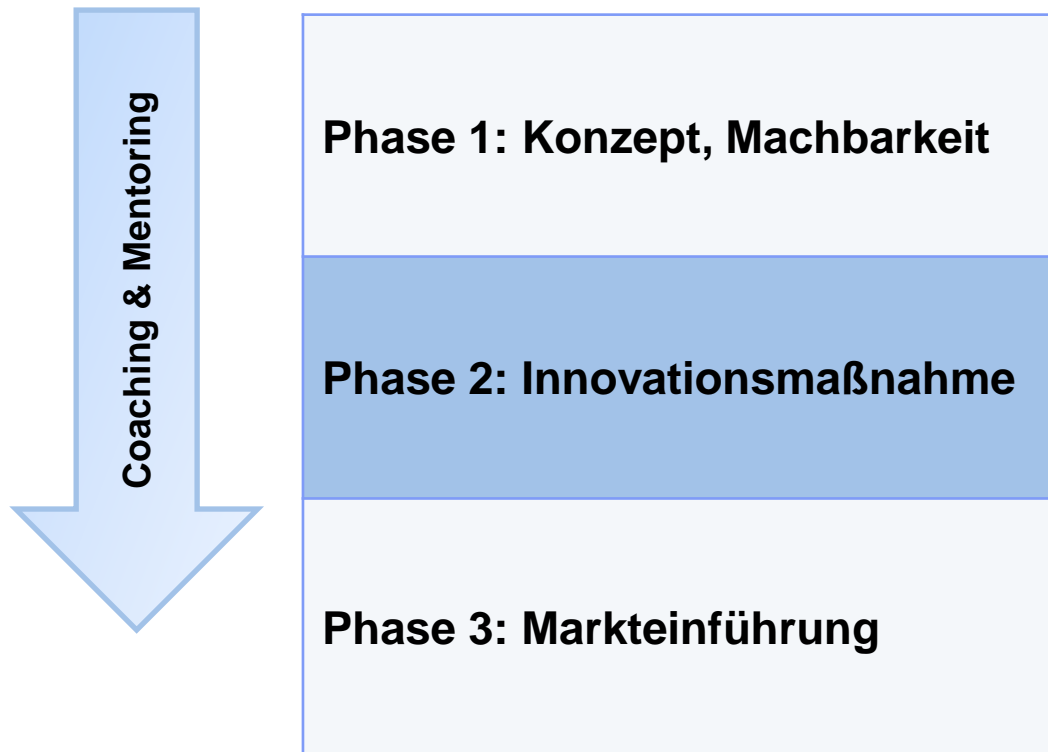 Coaching & Mentoring
Phase 1: Konzept, Machbarkeit
Phase 2: Innovationsmaßnahme
Phase 3: Markteinführung